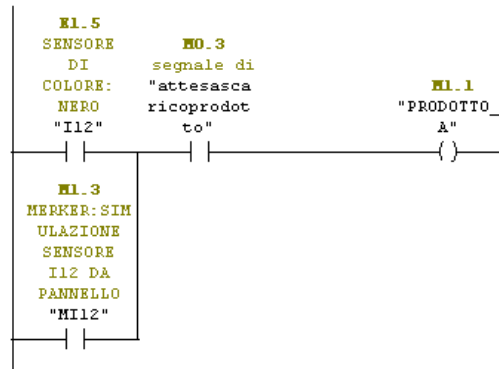 E1.5
SENSORE
DI
COLORE:
NERO
"I12"
M0.3
segnale di
"attesasca
ricoprodot
to"
M1.1
"PRODOTTO_
A"
M1.3
MERKER:SIM
ULAZIONE
SENSORE
I12 DA
PANNELLO
"MI12"